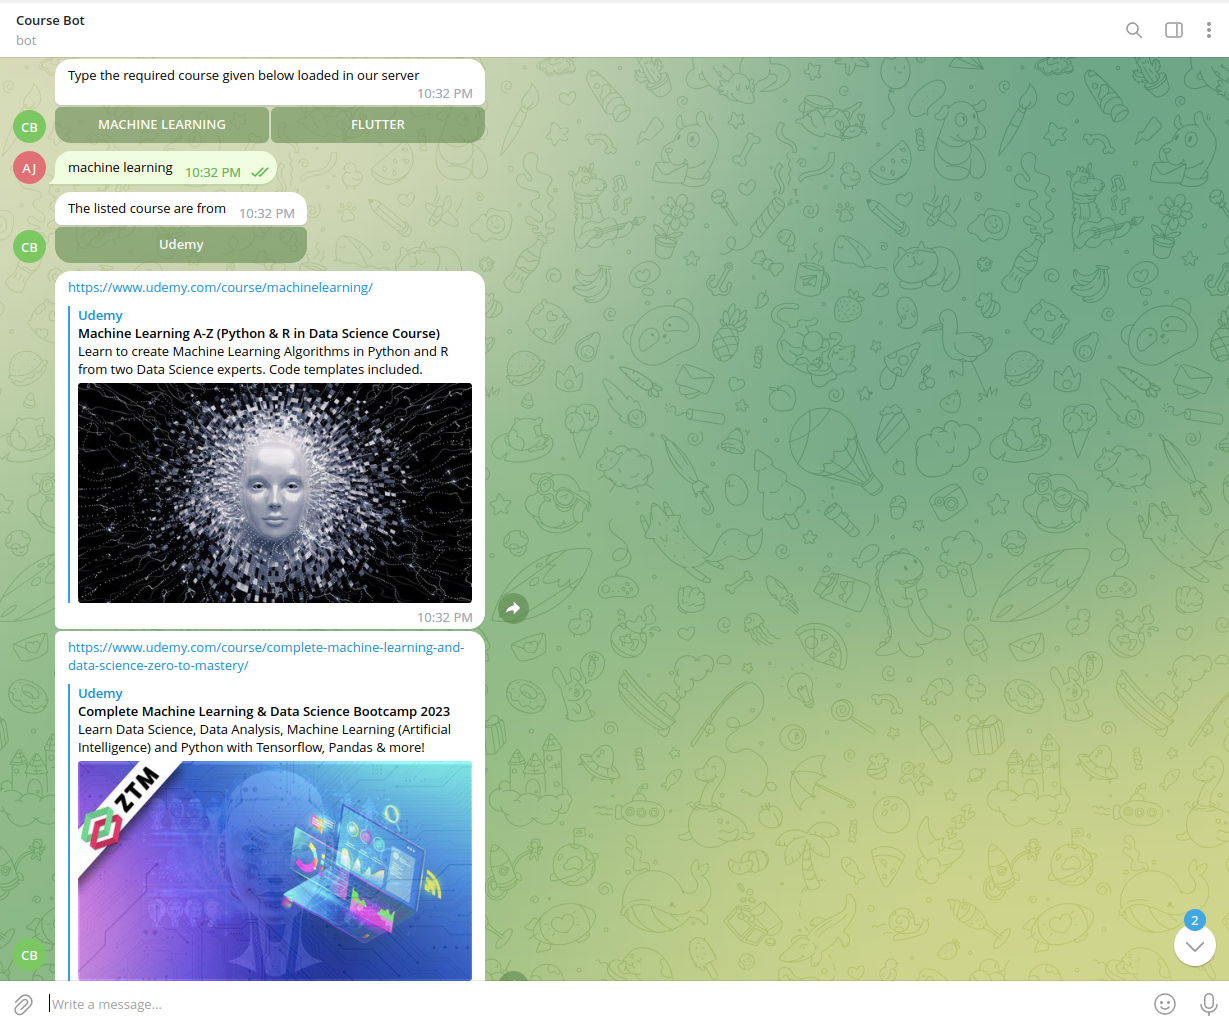 Course Bot
bot
Type the required course given below loaded in our server
10:32 PM
MACHINE LEARNING
FLUTTER
CB
AJ
machine learning 10:32 PM
The listed course are from 10:32 PM
Udemy
CB
https://www.udemy.com/course/machinelearning/
Udemy
Machine Learning A-Z (Python & R in Data Science Course)
Learn to create Machine Learning Algorithms in Python and R
from two Data Science experts. Code templates included.
10:32 PM
https://www.udemy.com/course/complete-machine-learning-and-
data-science-zero-to-mastery/
Udemy
Complete Machine Learning & Data Science Bootcamp 2023
Learn Data Science, Data Analysis, Machine Learning (Artificial
Intelligence) and Python with Tensorflow, Pandas & more!
ZTM
2
CB
Write a message...